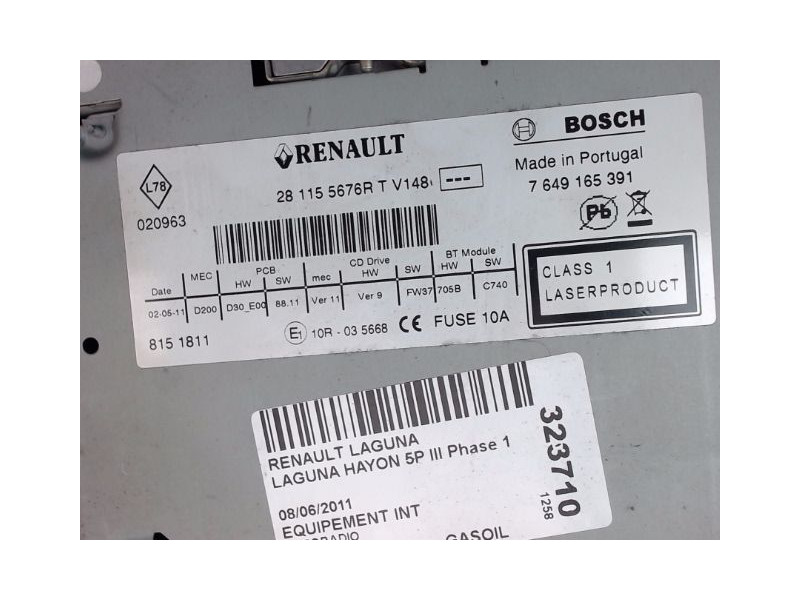 RENAULT
BOSCH
L78
28 115 5676R T V148
---
Made in Portugal
7 649 165 391
020963
Pb
Date MEC PCB HW SW mec CD Drive HW SW BT Module HW SW
02-05-11 D200 D30_E00 88.11 Ver 11 Ver 9 FW37 705B C740
CLASS 1
LASERPRODUCT
815 1811
E1 10R - 03 5668 CE FUSE 10A
RENAULT LAGUNA
LAGUNA HAYON 5P III Phase 1
08/06/2011
EQUIPEMENT INT
GASOIL
323710
1258